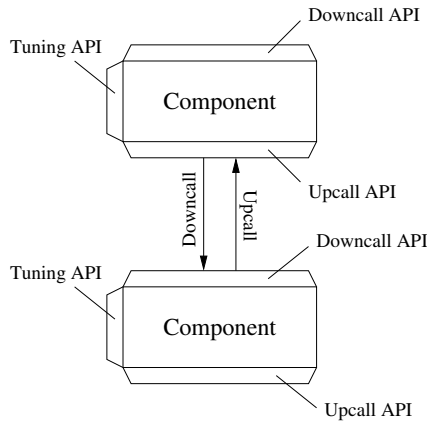 Downcall API
Tuning API
Component
Upcall API
Downcall
Upcall
Downcall API
Tuning API
Component
Upcall API